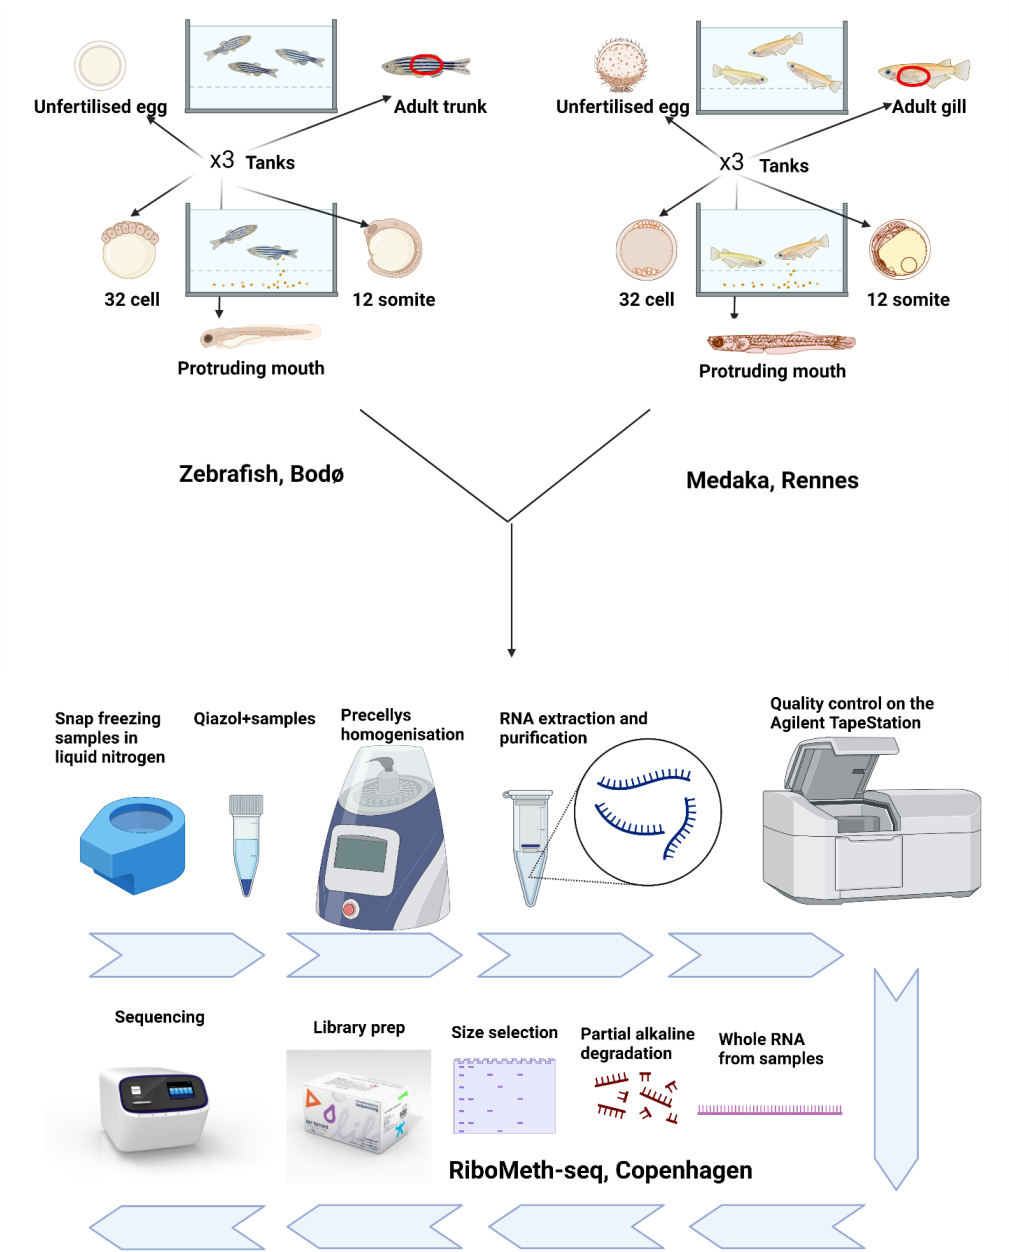 Unfertilised egg
Adult trunk
x3 Tanks
32 cell
12 somite
Protruding mouth
Zebrafish, Bodø
Unfertilised egg
Adult gill
x3 Tanks
32 cell
12 somite
Protruding mouth
Medaka, Rennes
Snap freezing
samples in
liquid nitrogen
Qiazol+samples
Precellys
homogenisation
RNA extraction and
purification
Quality control on the
Agilent TapeStation
Whole RNA
from samples
Partial alkaline
degradation
Size selection
Library prep
Sequencing
RiboMeth-seq, Copenhagen